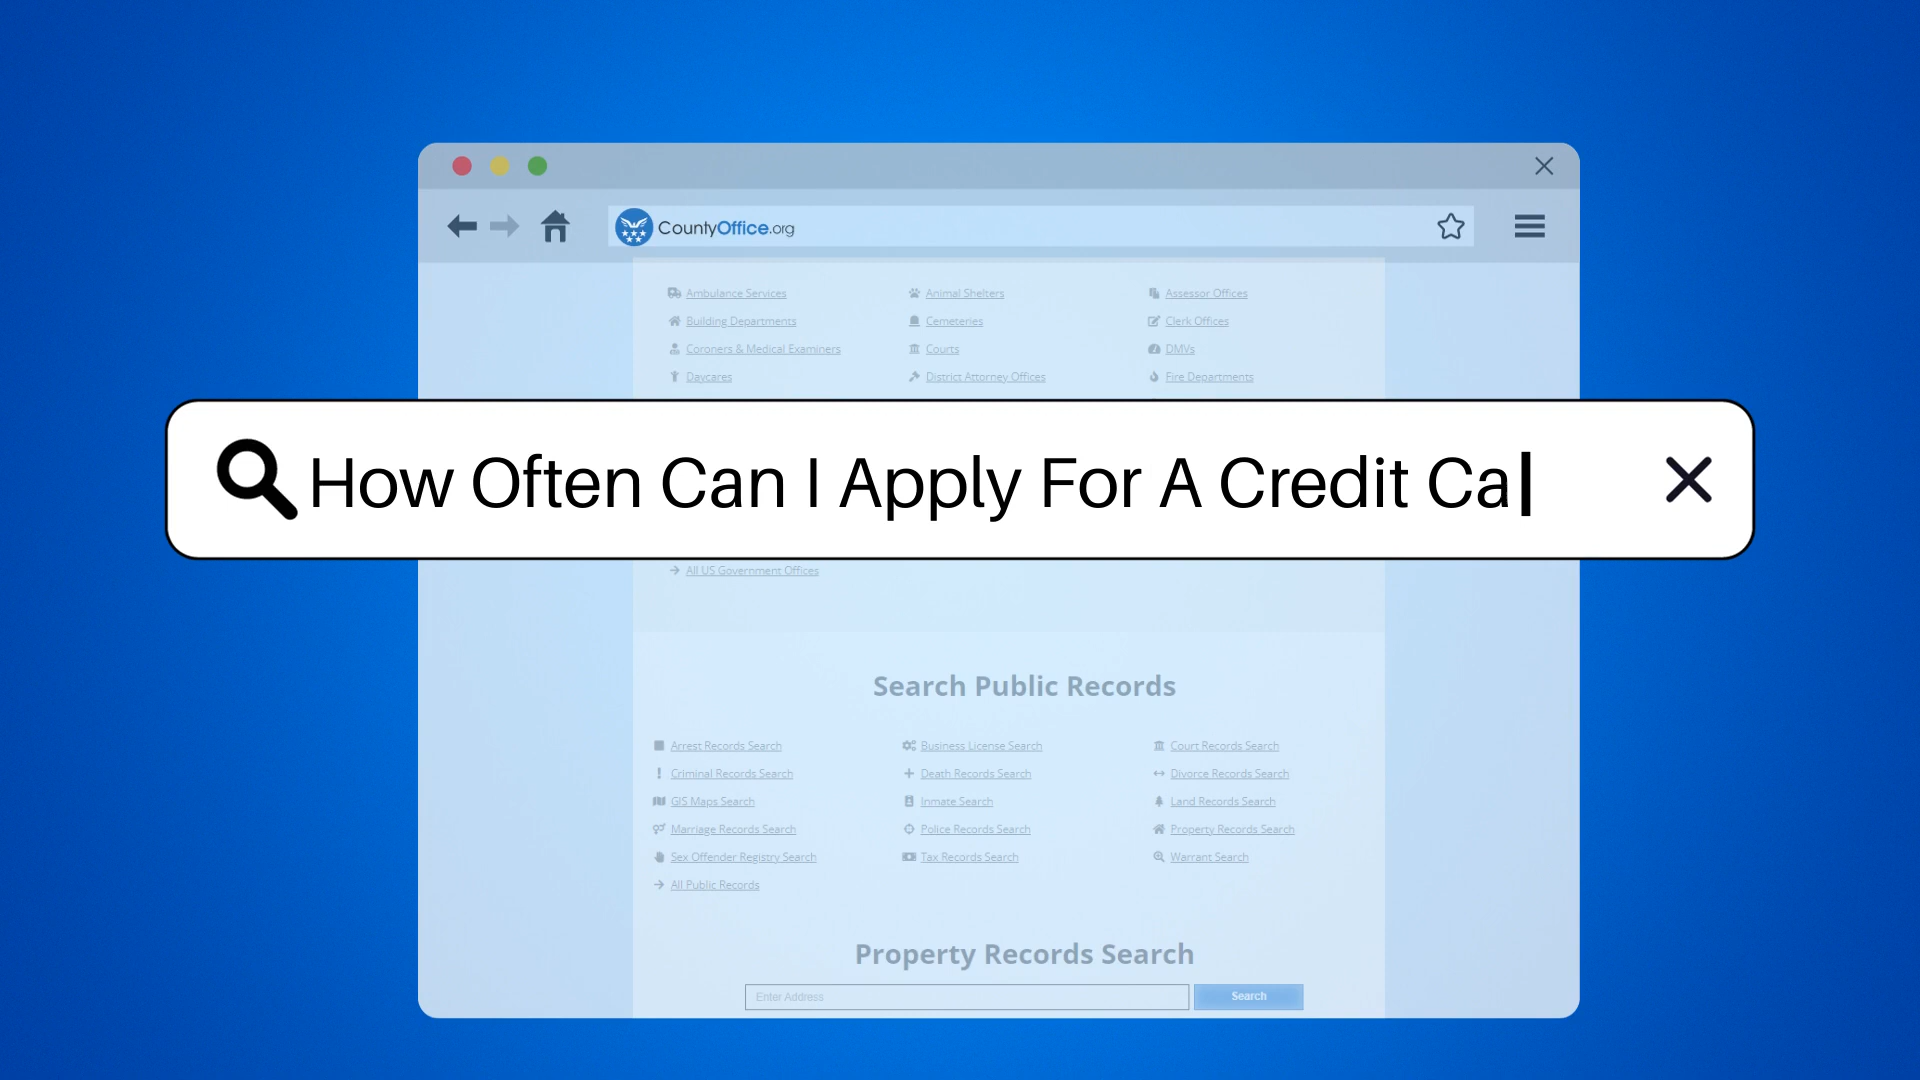 CountyOffice.org
Ambulance Services Animal Shelters Assessor Offices
Building Departments Cemeteries Clerk Offices
Coroners & Medical Examiners Courts DMVs
Daycares District Attorney Offices Fire Departments
How Often Can I Apply For A Credit Ca
All US Government Offices
Search Public Records
Arrest Records Search Business License Search Court Records Search
Criminal Records Search Death Records Search Divorce Records Search
GIS Maps Search Inmate Search Land Records Search
Marriage Records Search Police Records Search Property Records Search
Sex Offender Registry Search Tax Records Search Warrant Search
All Public Records
Property Records Search
Enter Address Search